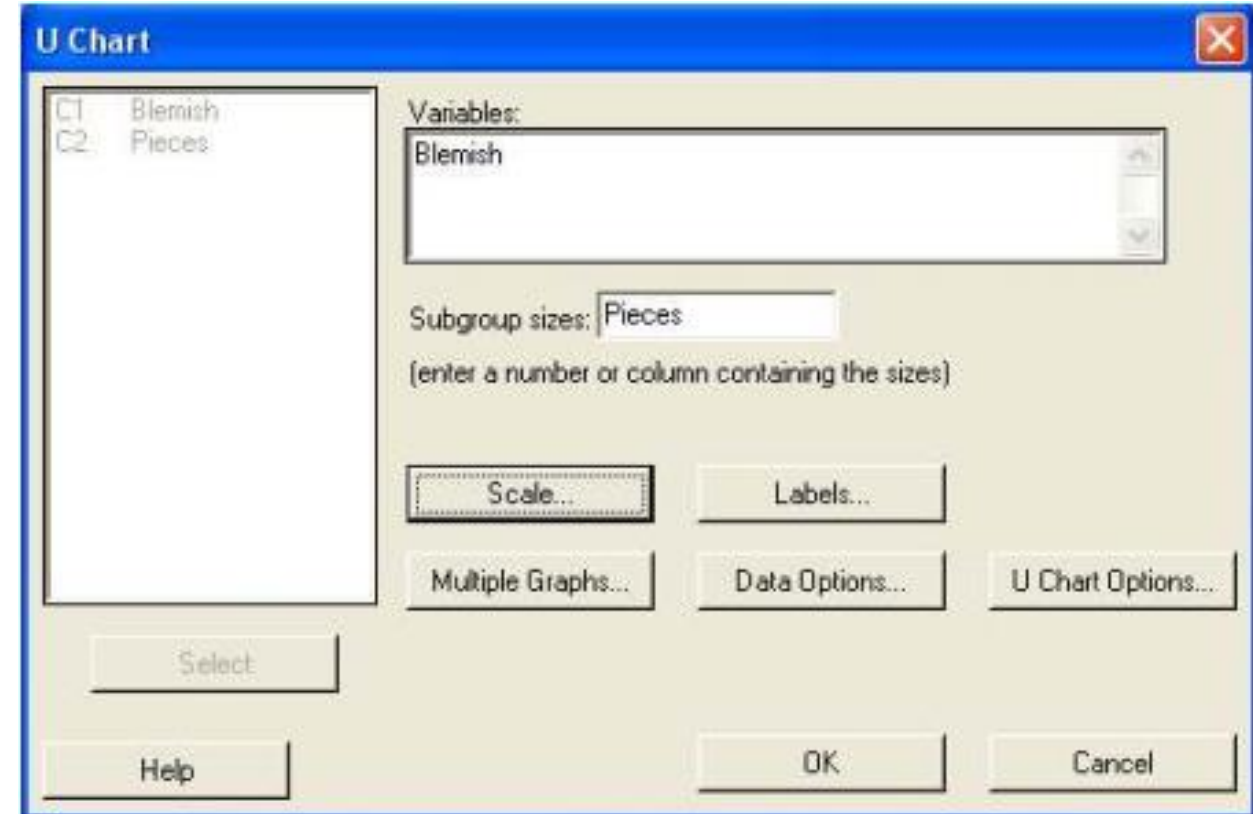 U Chart
C1 Blemish
C2 Pieces
Variables:
Blemish
Subgroup sizes: Pieces
(enter a number or column containing the sizes)
Scale...
Labels...
Multiple Graphs...
Data Options...
U Chart Options...
Select
Help
OK
Cancel